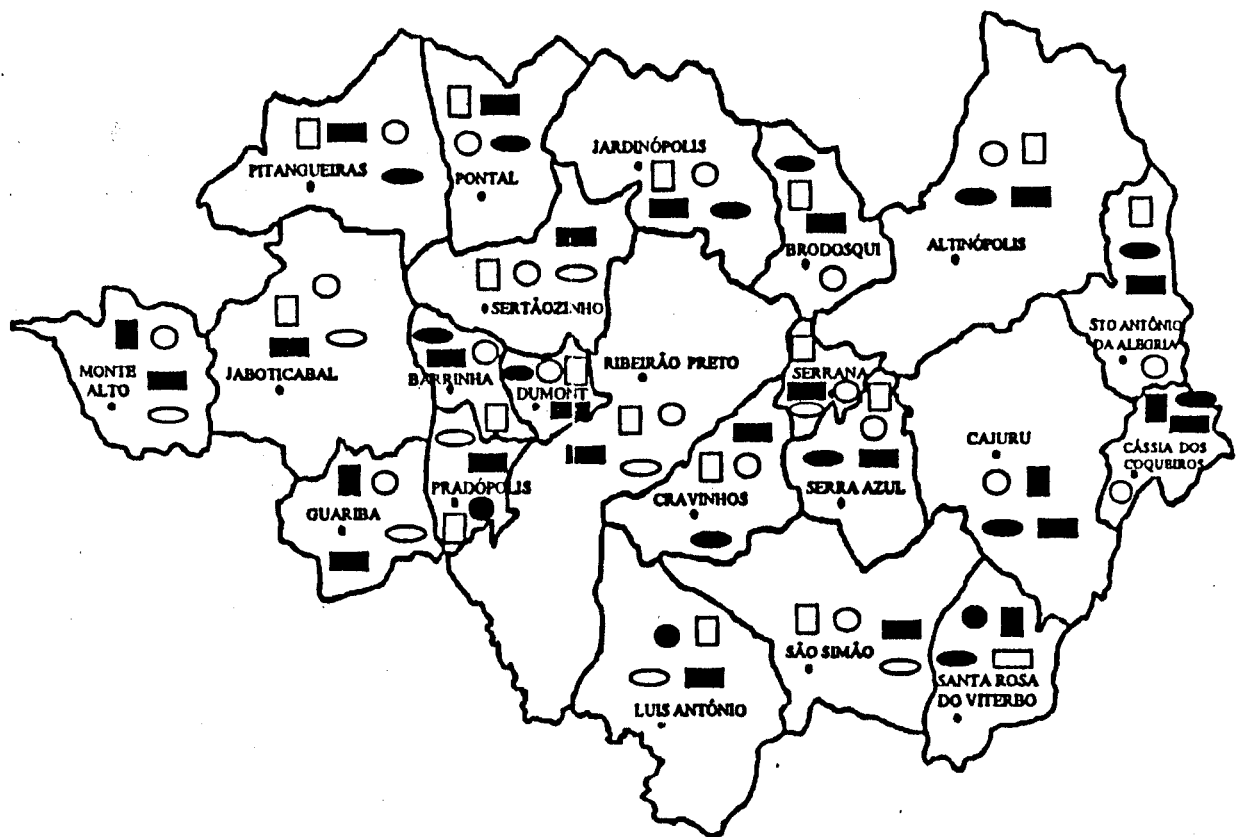 JARDINÓPOLIS
PITANGUEIRAS
PONTAL
BRODOSQUI
ALTINÓPOLIS
SERTÃOZINHO
STO ANTÔNIO
DA ALEGRIA
MONTE
ALTO
JABOTICABAL
BARRINHA
DUMONT
RIBEIRÃO PRETO
SERRANA
CAJURU
CÁSSIA DOS
COQUEIROS
GUARIBA
PRADÓPOLIS
CRAVINHOS
SERRA AZUL
SÃO SIMÃO
SANTA ROSA
DO VITERBO
LUIS ANTÔNIO